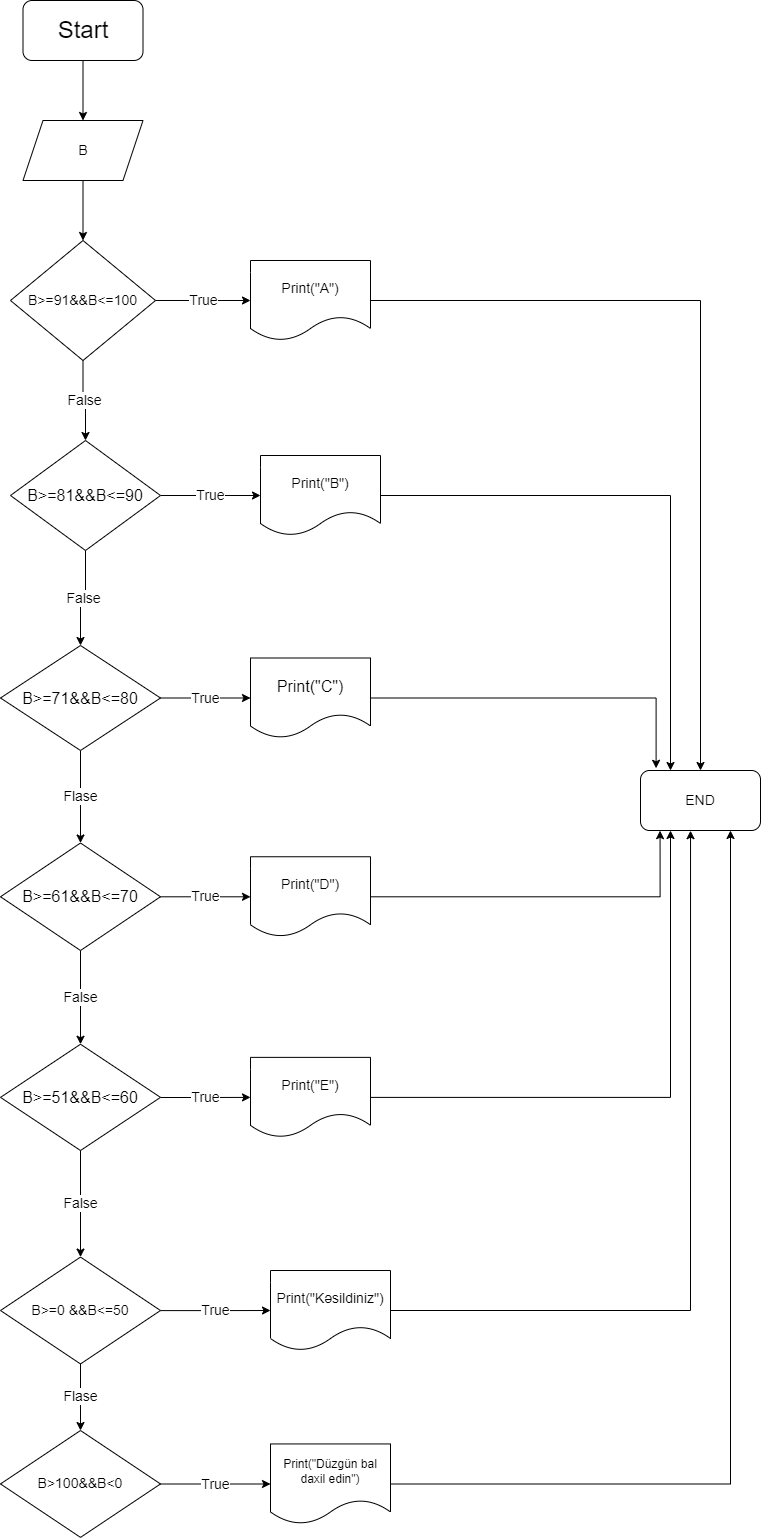 Start
B
B>=91&&B<=100
True
Print("A")
False
B>=81&&B<=90
True
Print("B")
False
B>=71&&B<=80
True
Print("C")
END
Flase
B>=61&&B<=70
True
Print("D")
False
B>=51&&B<=60
True
Print("E")
False
B>=0 &&B<=50
True
Print("Kəsildiniz")
Flase
B>100&&B<0
True
Print("Düzgün bal
daxil edin")